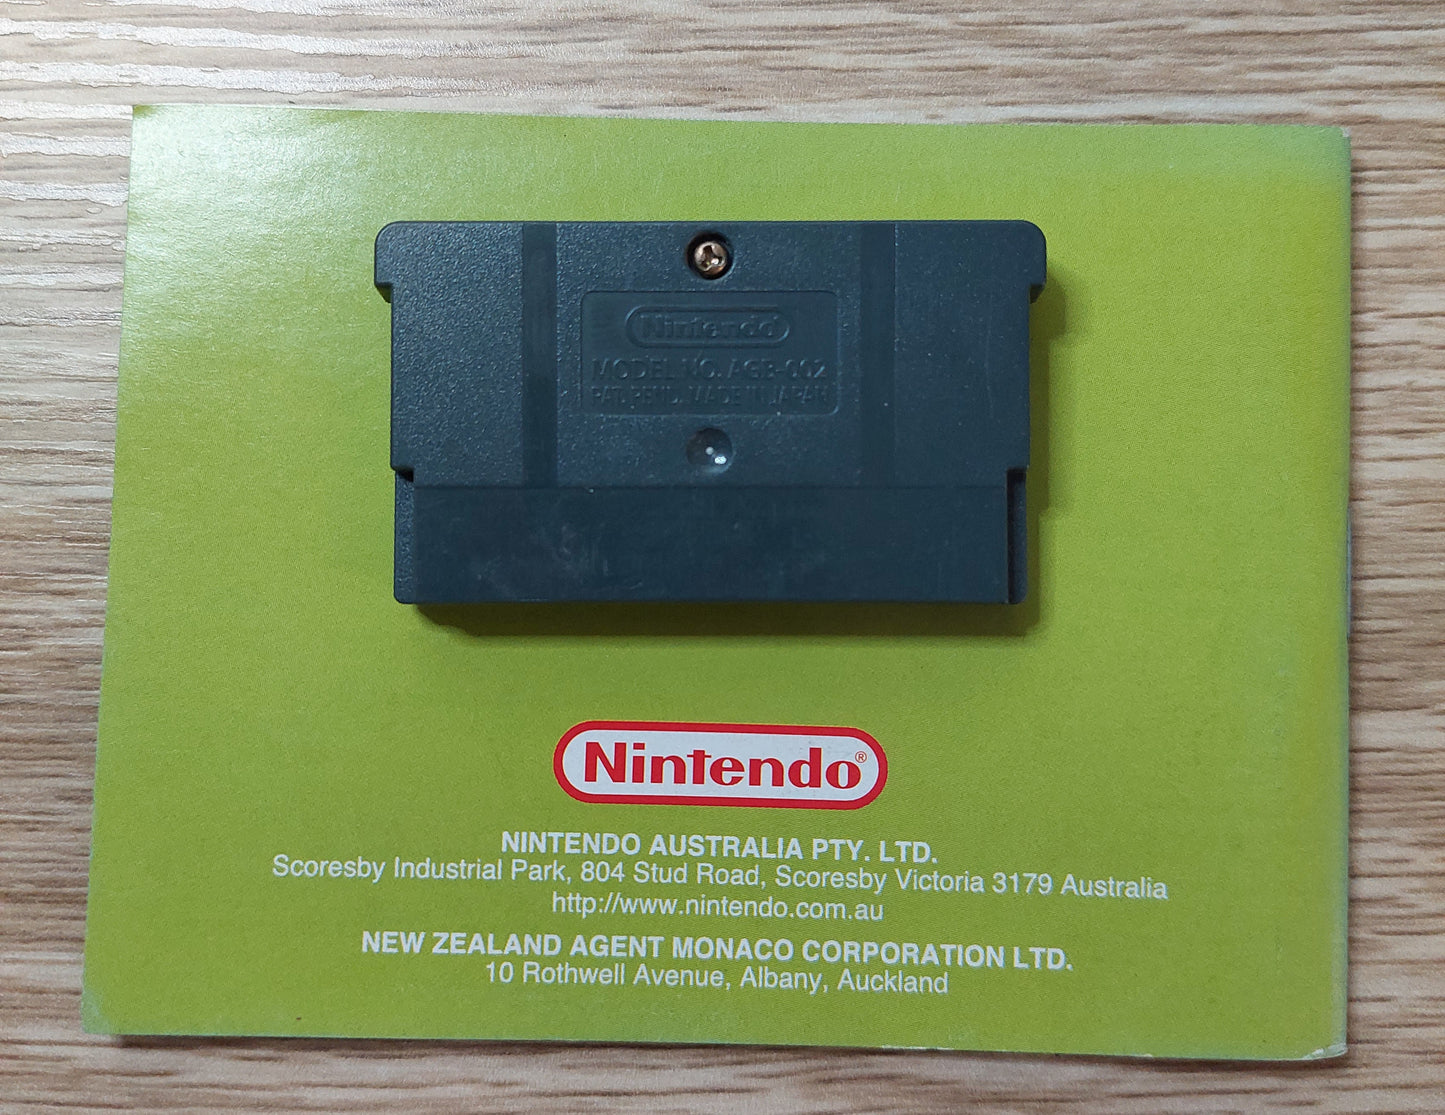 Nintendo
MODEL NO. AGB-002
PAT. PEND. MADE IN JAPAN
Nintendo®
NINTENDO AUSTRALIA PTY. LTD.
Scoresby Industrial Park, 804 Stud Road, Scoresby Victoria 3179 Australia
http://www.nintendo.com.au
NEW ZEALAND AGENT MONACO CORPORATION LTD.
10 Rothwell Avenue, Albany, Auckland